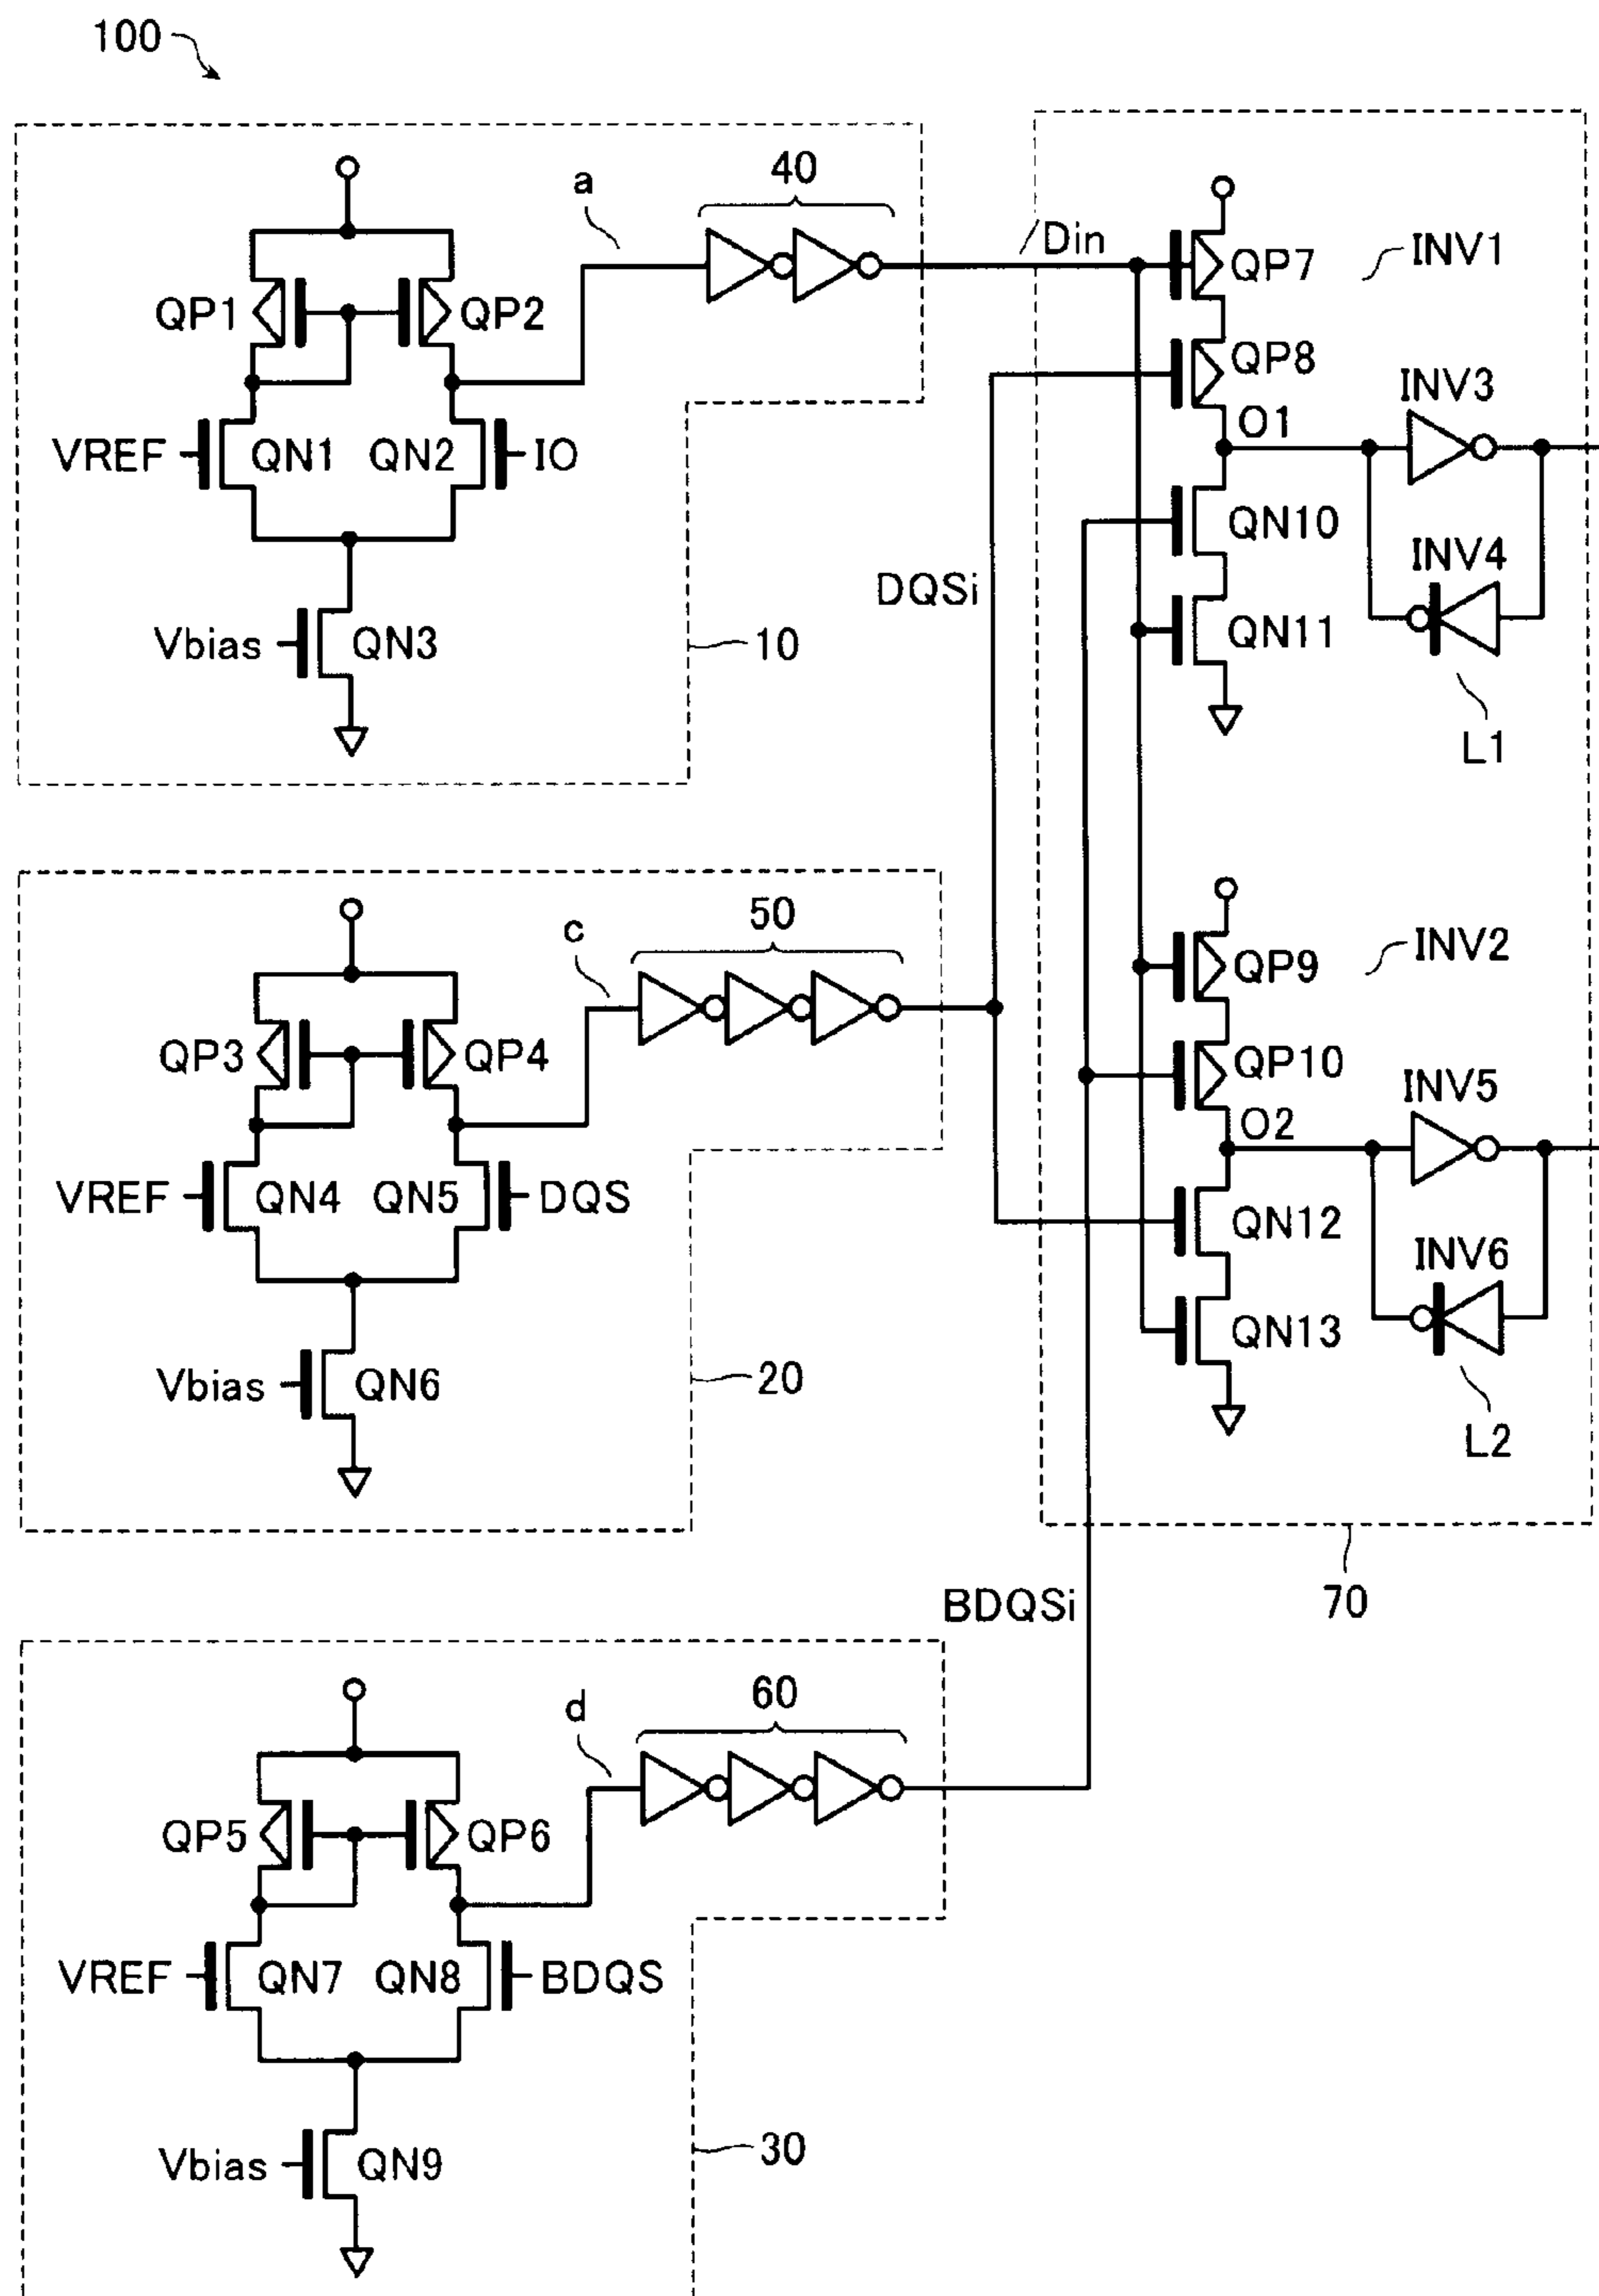 100
40
a
Din
QP7
INV1
QP1
QP2
QP8
INV3
O1
VREF
QN1
QN2
IO
QN10
INV4
DQSi
QN11
Vbias
QN3
10
L1
50
c
INV2
QP9
QP3
QP4
QP10
INV5
O2
VREF
QN4
QN5
DQS
QN12
INV6
QN13
Vbias
QN6
20
L2
BDQSi
70
60
d
QP5
QP6
VREF
QN7
QN8
BDQS
Vbias
QN9
30